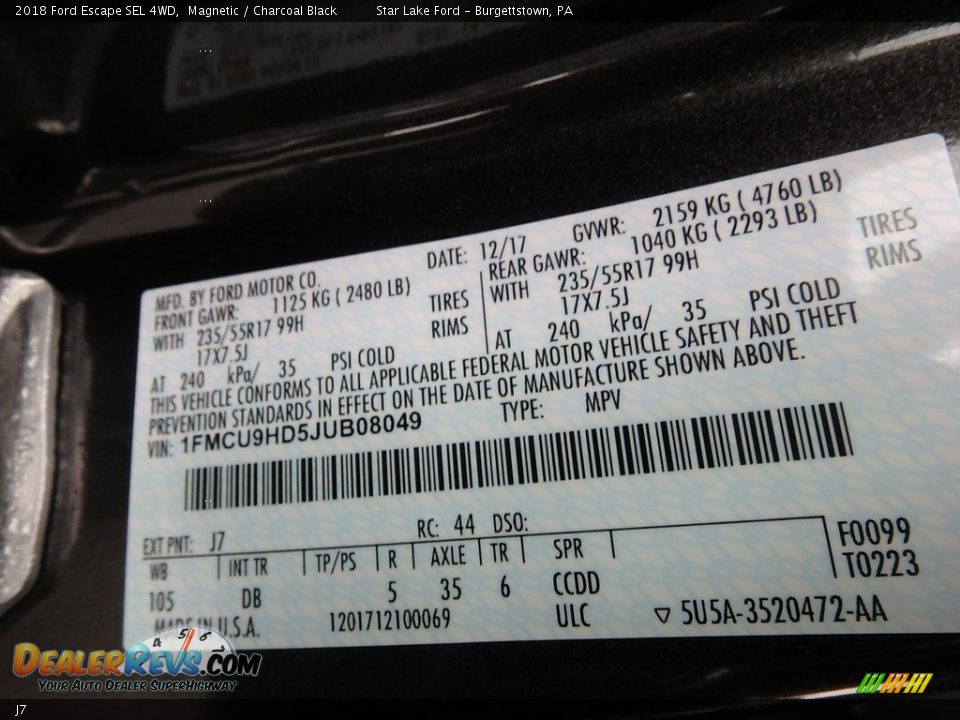 2018 Ford Escape SEL 4WD, Magnetic / Charcoal Black Star Lake Ford - Burgettstown, PA
MFD. BY FORD MOTOR CO. DATE: 12/17 GVWR: 2159 KG ( 4760 LB)
FRONT GAWR: 1125 KG ( 2480 LB) REAR GAWR: 1040 KG ( 2293 LB)
WITH 235/55R17 99H TIRES WITH 235/55R17 99H TIRES
17X7.5J RIMS 17X7.5J RIMS
AT 240 kPa/ 35 PSI COLD AT 240 kPa/ 35 PSI COLD
THIS VEHICLE CONFORMS TO ALL APPLICABLE FEDERAL MOTOR VEHICLE SAFETY AND THEFT
PREVENTION STANDARDS IN EFFECT ON THE DATE OF MANUFACTURE SHOWN ABOVE.
VIN: 1FMCU9HD5JUB08049 TYPE: MPV
EXT PNT: J7 RC: 44 DSO: F0099
WB INT TR TP/PS R AXLE TR SPR T0223
105 DB 5 35 6 CCDD
MADE IN U.S.A. 1201712100069 ULC 5U5A-3520472-AA
4 5 6
DEALERREVS.COM
YOUR AUTO DEALER SUPERHIGHWAY
J7